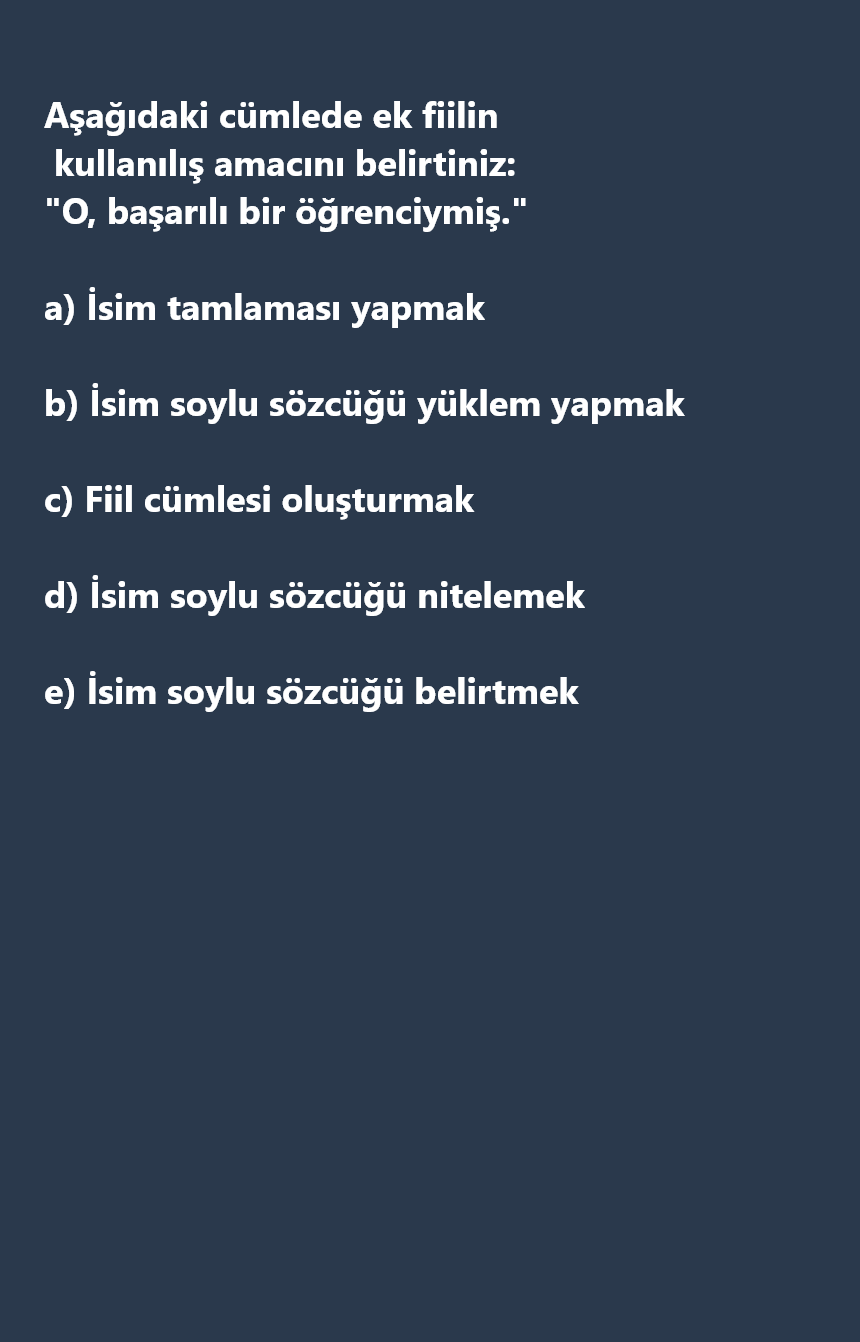 Aşağıdaki cümlede ek fiilin
kullanılış amacını belirtiniz:
"O, başarılı bir öğrenciymiş."
a) İsim tamlaması yapmak
b) İsim soylu sözcüğü yüklem yapmak
c) Fiil cümlesi oluşturmak
d) İsim soylu sözcüğü nitelemek
e) İsim soylu sözcüğü belirtmek